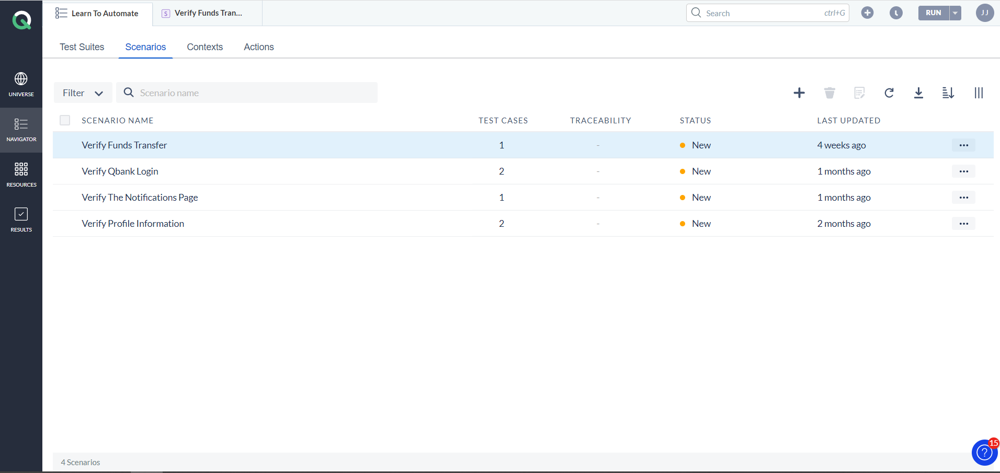 Learn To Automate
S Verify Funds Tran...
Search ctrl+G
RUN
JJ
Test Suites Scenarios Contexts Actions
UNIVERSE
NAVIGATOR
RESOURCES
RESULTS
Filter Scenario name
SCENARIO NAME TEST CASES TRACEABILITY STATUS LAST UPDATED
Verify Funds Transfer 1 - New 4 weeks ago
Verify Qbank Login 2 - New 1 months ago
Verify The Notifications Page 1 - New 1 months ago
Verify Profile Information 2 - New 2 months ago
4 Scenarios
15
?